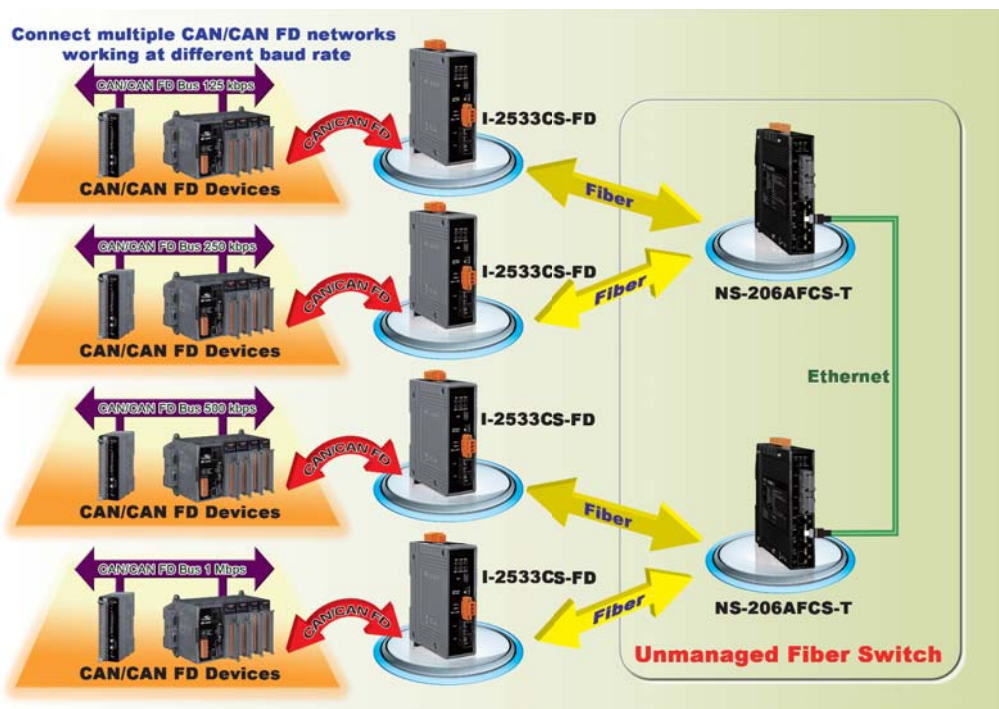 Connect multiple CAN/CAN FD networks
working at different baud rate
CAN/CAN FD Bus 125 kbps
CAN/CAN FD Devices
CAN/CAN FD
I-2533CS-FD
Fiber
NS-206AFCS-T
CAN/CAN FD Bus 250 kbps
CAN/CAN FD Devices
CAN/CAN FD
I-2533CS-FD
Fiber
Ethernet
CAN/CAN FD Bus 500 kbps
CAN/CAN FD Devices
CAN/CAN FD
I-2533CS-FD
Fiber
NS-206AFCS-T
CAN/CAN FD Bus 1 Mbps
CAN/CAN FD Devices
CAN/CAN FD
I-2533CS-FD
Fiber
Unmanaged Fiber Switch